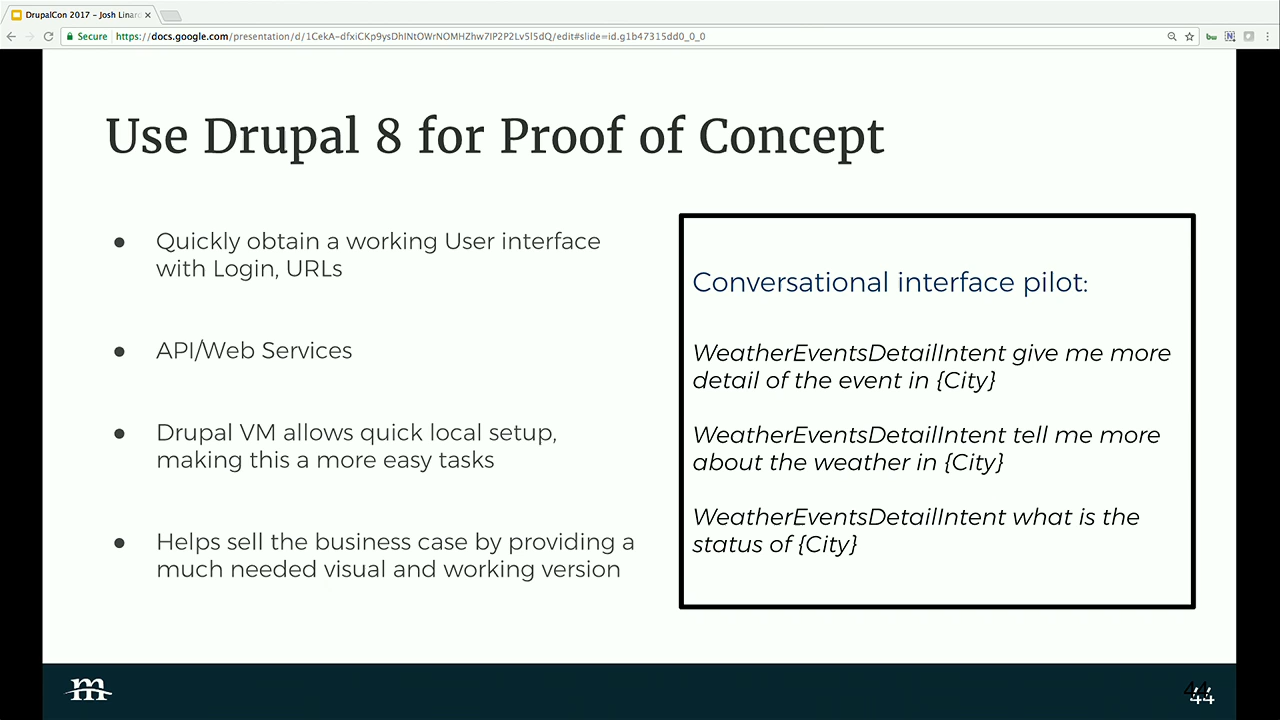 DrupalCon 2017 - Josh Linard
Secure
https://docs.google.com/presentation/d/1CekA-dfxiCKp9ysDhINtOWrNOMHZhw7IP2P2Lv5I5dQ/edit#slide=id.g1b47315dd0_0_0
Use Drupal 8 for Proof of Concept
● Quickly obtain a working User interface
with Login, URLs
● API/Web Services
● Drupal VM allows quick local setup,
making this a more easy tasks
● Helps sell the business case by providing a
much needed visual and working version
Conversational interface pilot:
WeatherEventsDetailIntent give me more
detail of the event in {City}
WeatherEventsDetailIntent tell me more
about the weather in {City}
WeatherEventsDetailIntent what is the
status of {City}
m
44
44